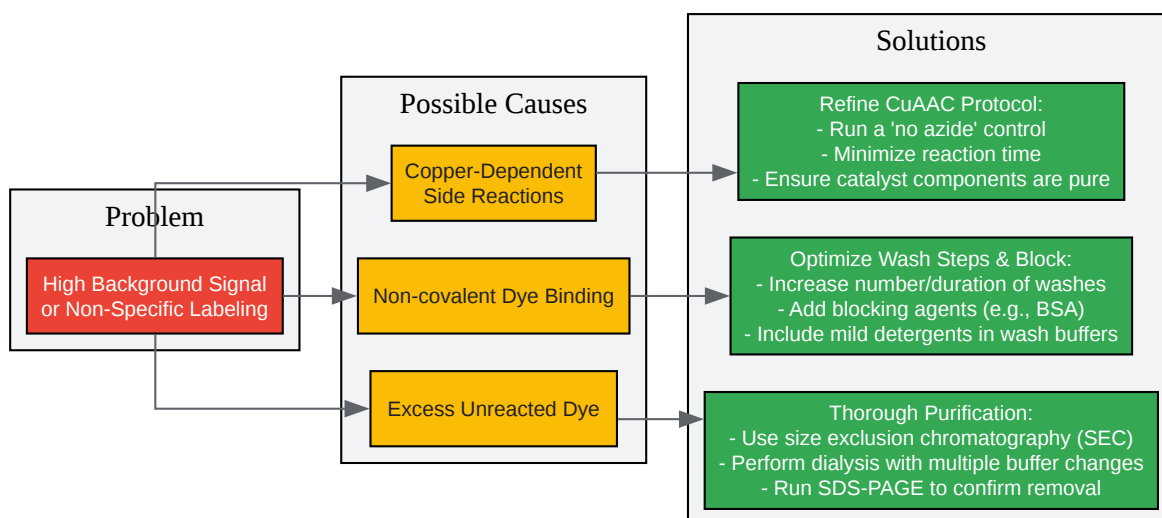 Problem
High Background Signal
or Non-Specific Labeling
Possible Causes
Copper-Dependent
Side Reactions
Non-covalent Dye Binding
Excess Unreacted Dye
Solutions
Refine CuAAC Protocol:
- Run a 'no azide' control
- Minimize reaction time
- Ensure catalyst components are pure
Optimize Wash Steps & Block:
- Increase number/duration of washes
- Add blocking agents (e.g., BSA)
- Include mild detergents in wash buffers
Thorough Purification:
- Use size exclusion chromatography (SEC)
- Perform dialysis with multiple buffer changes
- Run SDS-PAGE to confirm removal